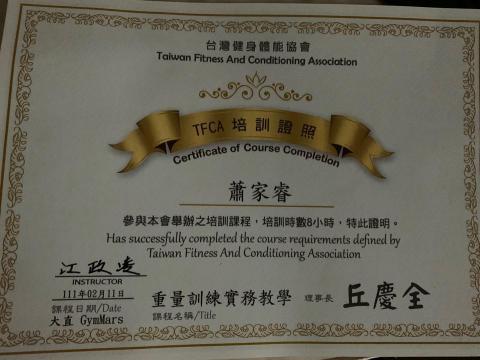 台灣健身體能協會
Taiwan Fitness And Conditioning Association
TFCA 培訓證照
Certificate of Course Completion
蕭家睿
參與本會舉辦之培訓課程，培訓時數8小時，特此證明。
Has successfully completed the course requirements defined by
Taiwan Fitness And Conditioning Association
江政達
INSTRUCTOR
111年02月11日
課程日期/Date
大直 GymMars
重量訓練實務教學
課程名稱/Title
理事長 丘慶全